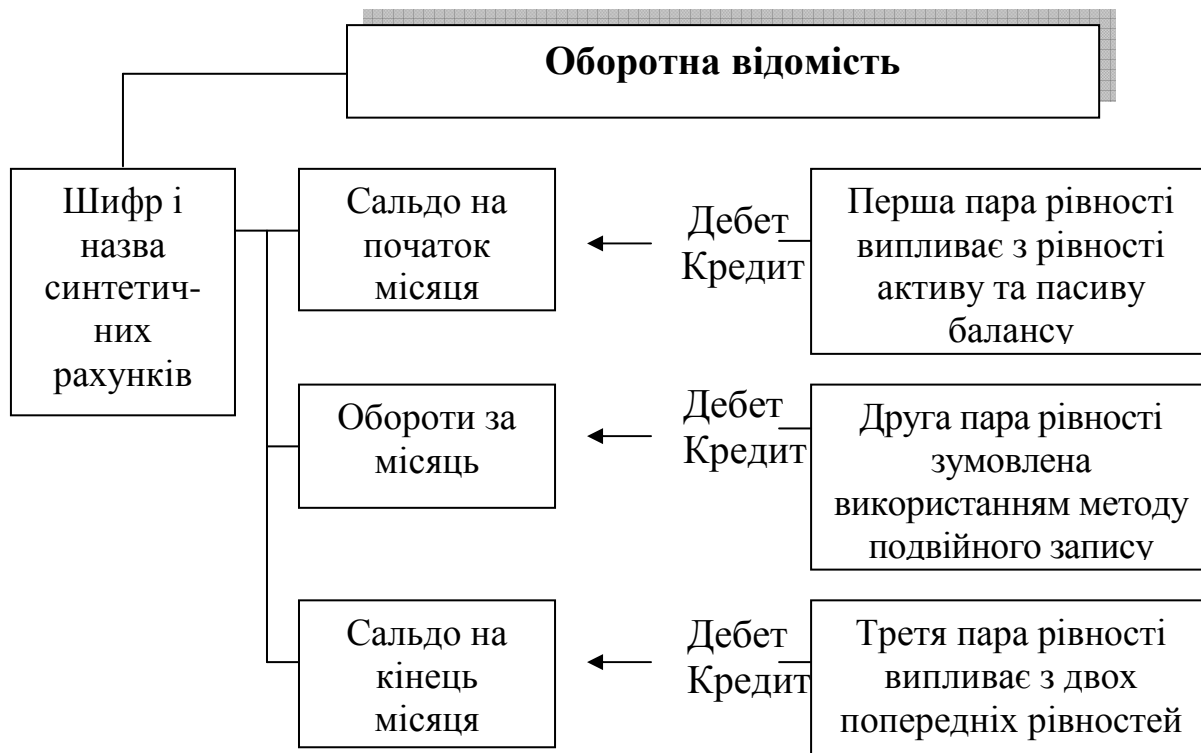 Оборотна відомість
Шифр і
назва
синтетич-
них
рахунків
Сальдо на
початок
місяця
Дебет
Кредит
Перша пара рівності
випливає з рівності
активу та пасиву
балансу
Обороти за
місяць
Дебет
Кредит
Друга пара рівності
зумовлена
використанням методу
подвійного запису
Сальдо на
кінець
місяця
Дебет
Кредит
Третя пара рівності
випливає з двох
попередніх рівностей